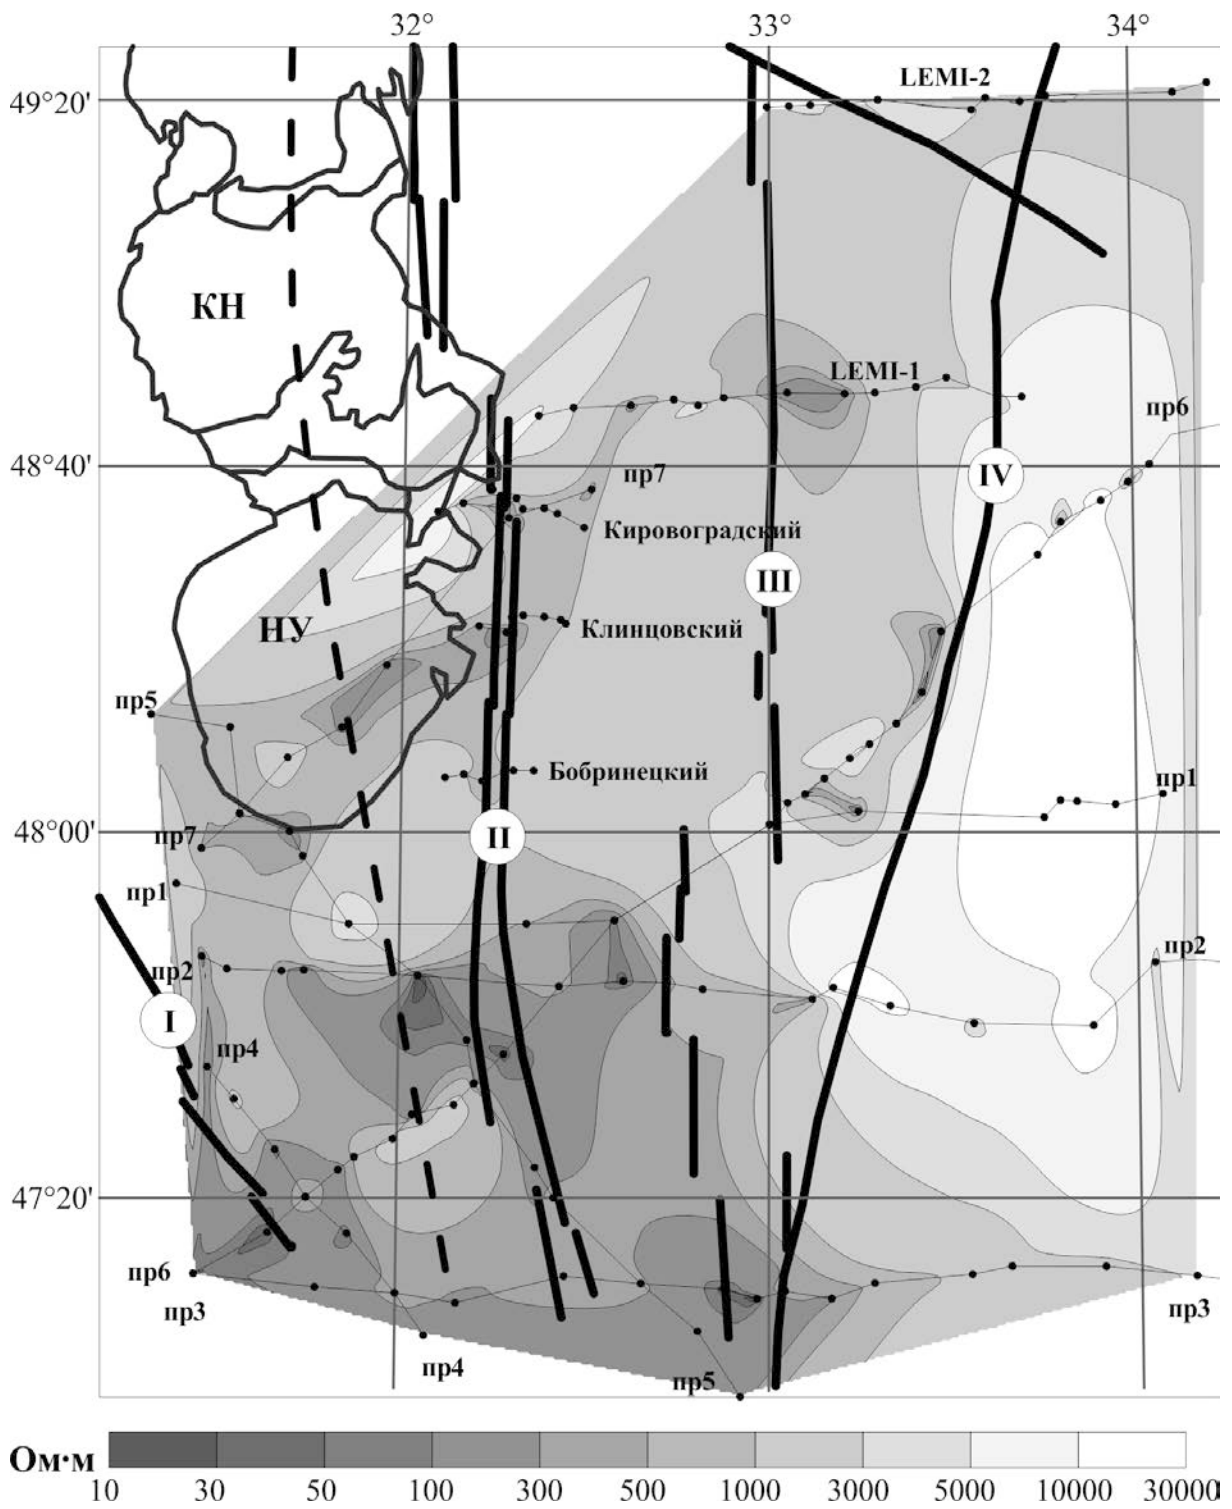 32° 33° 34°
LEMI-2
49°20'
КН
LEMI-1
пр6
48°40'
IV
пр7
Кировоградский
III
НУ
Клинцовский
пр5
Бобринецкий
пр1
48°00'
пр7
II
пр1
пр2
пр2
I
пр4
47°20'
пр6
пр3
пр3
пр4
пр5
Ом·м
10 30 50 100 300 500 1000 3000 5000 10000 30000